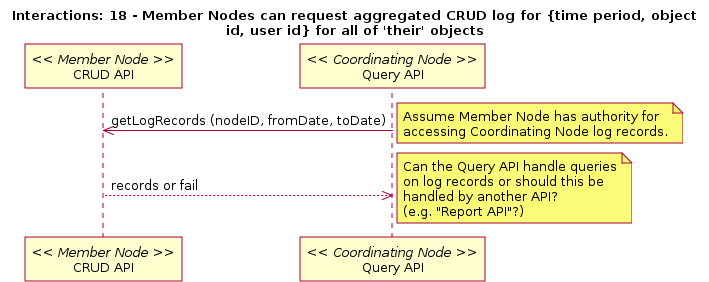 Interactions: 18 - Member Nodes can request aggregated CRUD log for {time period, object
id, user id} for all of 'their' objects
<< Member Node >>
CRUD API
<< Coordinating Node >>
Query API
getLogRecords (nodeID, fromDate, toDate)
Assume Member Node has authority for
accessing Coordinating Node log records.
records or fail
Can the Query API handle queries
on log records or should this be
handled by another API?
(e.g. "Report API"?)
<< Member Node >>
CRUD API
<< Coordinating Node >>
Query API